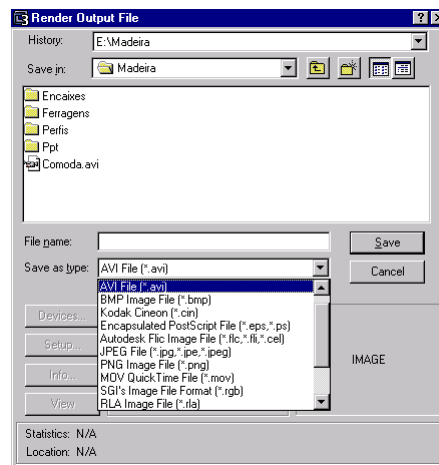 Render Output File
History: E:\Madeira
Save in: Madeira
Encaixes
Ferragens
Perfis
Ppt
Comoda.avi
File name: Save
Save as type: AVI File (*.avi) Cancel
AVI File (*.avi)
BMP Image File (*.bmp)
Kodak Cineon (*.cin)
Encapsulated PostScript File (*.eps,*.ps)
Autodesk Flic Image File (*.flc,*.fli,*.cel)
JPEG File (*.jpg,*.jpe,*.jpeg)
PNG Image File (*.png)
MOV QuickTime File (*.mov)
SGI's Image File Format (*.rgb)
RLA Image File (*.rla)
Devices...
Setup...
Info...
View
IMAGE
Statistics: N/A
Location: N/A